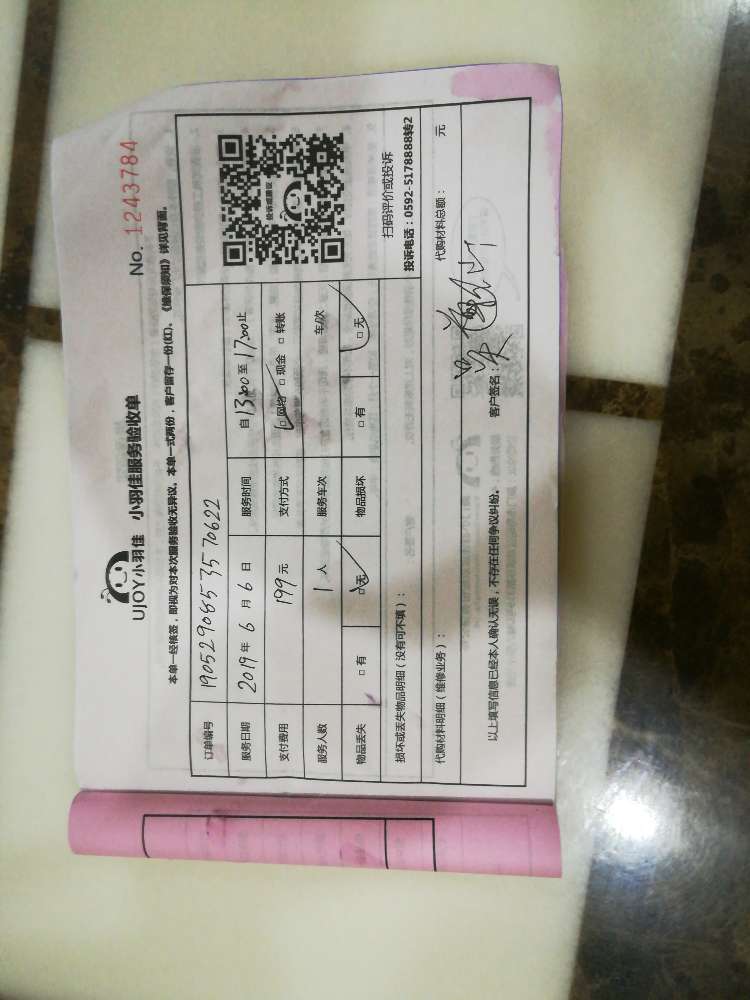 UJOY小羽佳 小羽佳服务验收单 No. 1243784
本单一经核签,即视为对本次服务验收无异议。本单一式两份,客户留存一份(红)。《维保须知》详见背面。
订单编号 1905290853570622
服务日期 2019年6月6日 服务时间 自13:00至17:00止
支付费用 199元 支付方式 □网络 □现金 □转账
服务人数 1人 服务车次 车/次
物品丢失 □有 □无 物品损坏 □有 □无
投诉或建议
扫码评价或投诉
投诉电话:0592-5178888转2
损坏或丢失物品明细(没有可不填):
代购材料明细(维修业务): 代购材料总额: 元
以上填写信息已经本人确认无误,不存在任何争议纠纷。 客户签名: